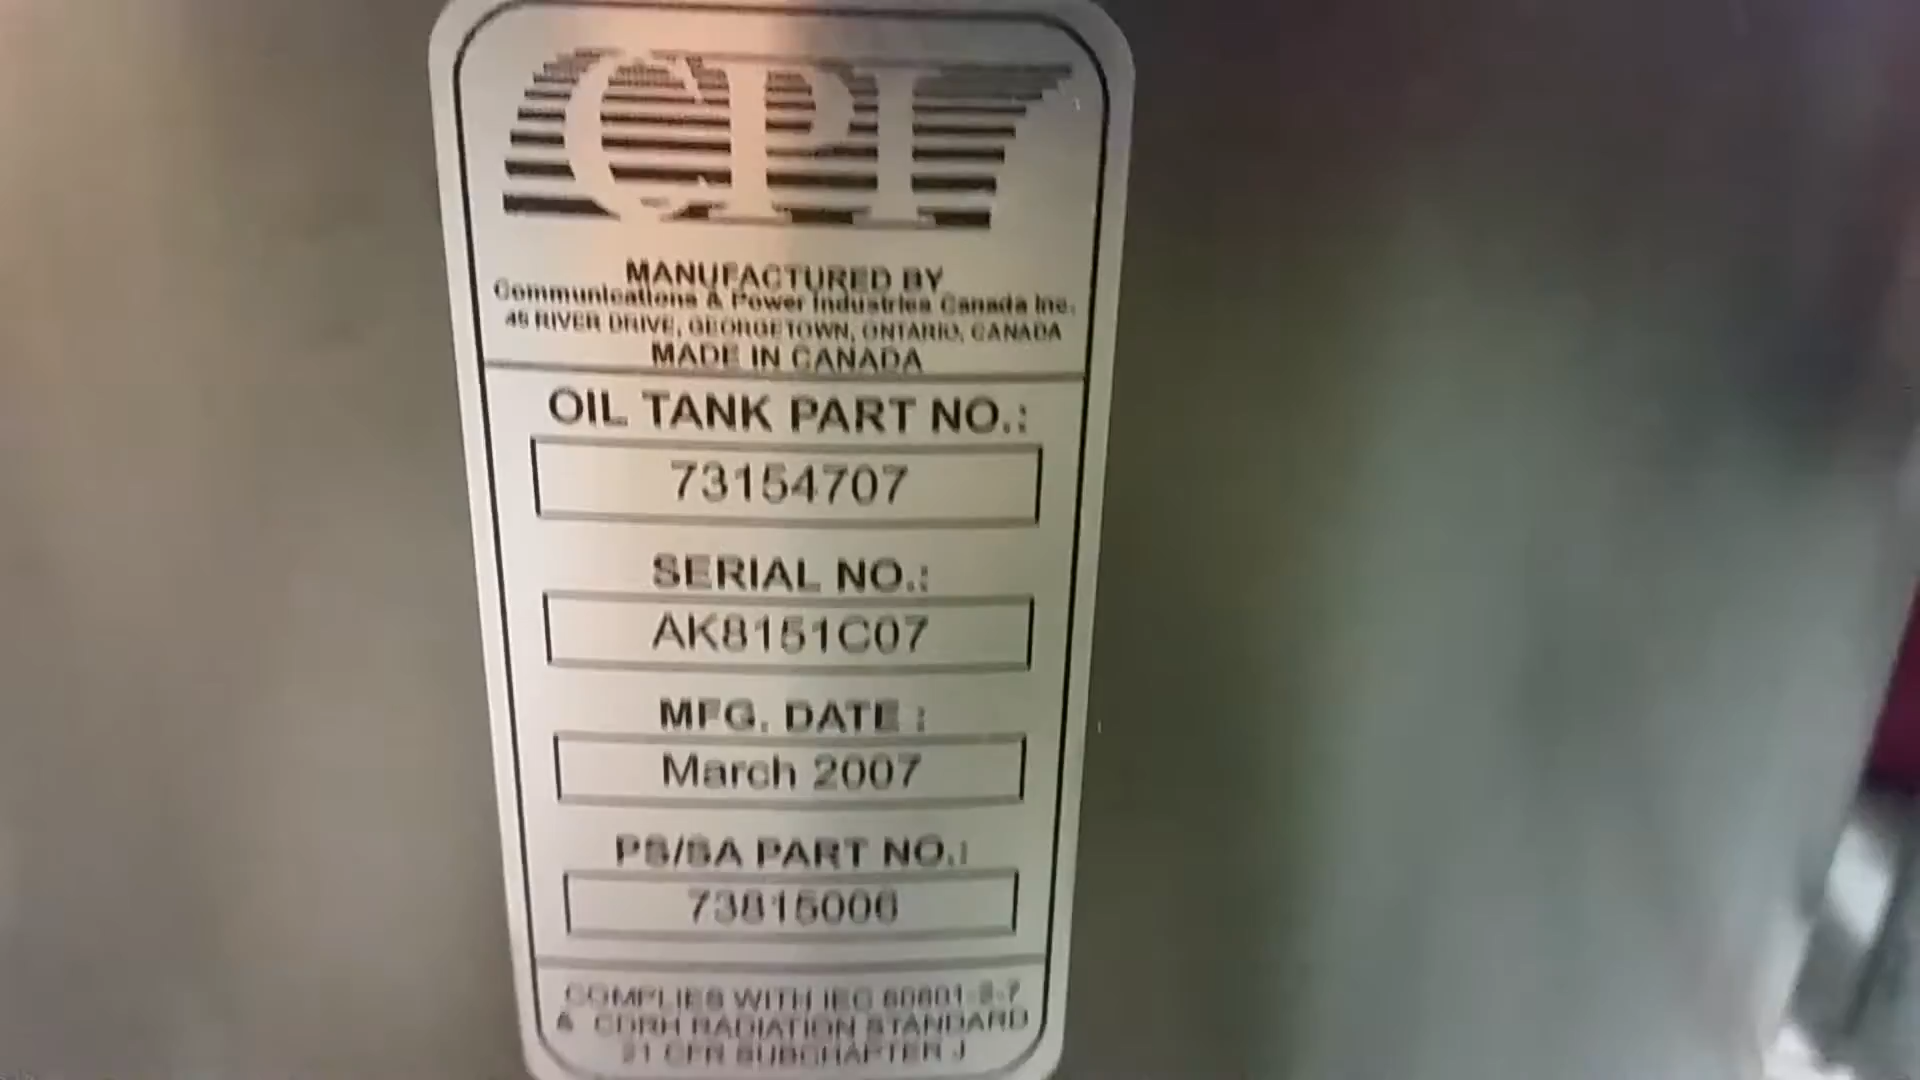 CPI
MANUFACTURED BY
Communications & Power Industries Canada Inc.
45 RIVER DRIVE, GEORGETOWN, ONTARIO, CANADA
MADE IN CANADA
OIL TANK PART NO.:
73154707
SERIAL NO.:
AK8151C07
MFG. DATE :
March 2007
PS/SA PART NO.:
73815006
COMPLIES WITH IEC 60601-2-7
& CDRH RADIATION STANDARD
21 CFR SUBCHAPTER J